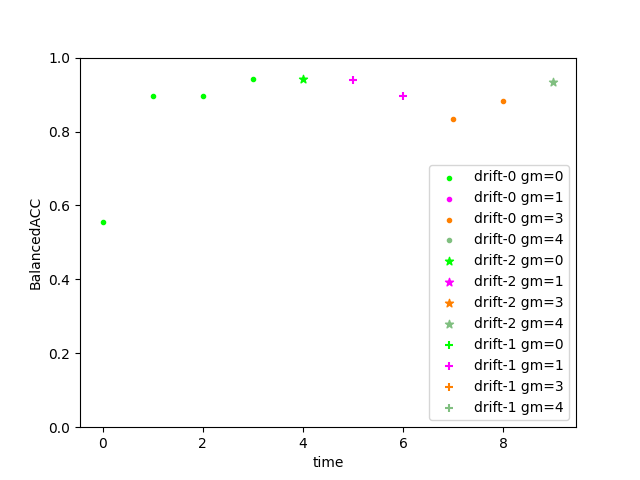 1.0
0.8
0.6
0.4
0.2
0.0
BalancedACC
0 2 4 6 8
time
drift-0 gm=0
drift-0 gm=1
drift-0 gm=3
drift-0 gm=4
drift-2 gm=0
drift-2 gm=1
drift-2 gm=3
drift-2 gm=4
drift-1 gm=0
drift-1 gm=1
drift-1 gm=3
drift-1 gm=4